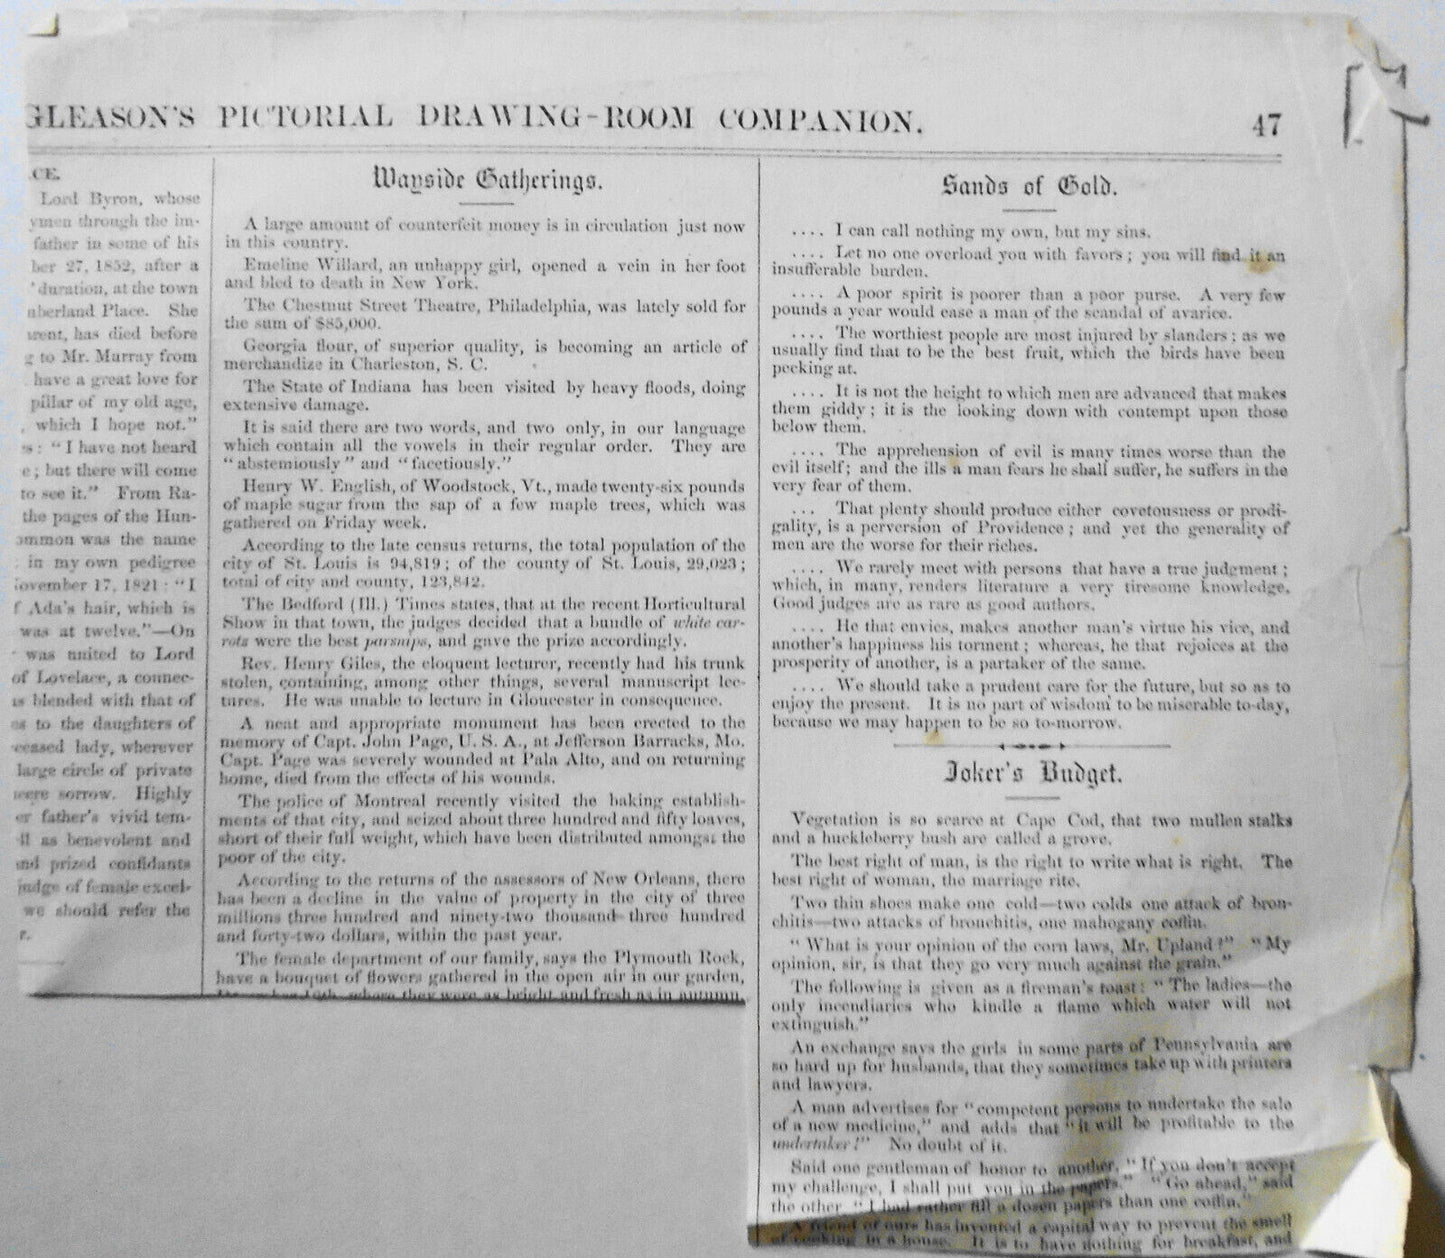 GLEASON'S PICTORIAL DRAWING-ROOM COMPANION.
47
CE.
Lord Byron, whose
ymen through the im-
father in some of his
ber 27, 1852, after a
duration, at the town
berland Place. She
went, has died before
g to Mr. Murray from
have a great love for
pillar of my old age,
which I hope not."
s: "I have not heard
e; but there will come
to see it." From Ra-
the pages of the Hun-
ommon was the name
in my own pedigree
ovember 17, 1821: "I
f Ada's hair, which is
was at twelve."—On
was united to Lord
of Lovelace, a connec-
is blended with that of
as to the daughters of
ceased lady, wherever
large circle of private
were sorrow. Highly
er father's vivid tem-
ll as benevolent and
and prized confidants
judge of female excel-
we should refer the
r.
Wayside Gatherings.
A large amount of counterfeit money is in circulation just now
in this country.
Emeline Willard, an unhappy girl, opened a vein in her foot
and bled to death in New York.
The Chestnut Street Theatre, Philadelphia, was lately sold for
the sum of $85,000.
Georgia flour, of superior quality, is becoming an article of
merchandize in Charleston, S. C.
The State of Indiana has been visited by heavy floods, doing
extensive damage.
It is said there are two words, and two only, in our language
which contain all the vowels in their regular order. They are
"abstemiously" and "facetiously."
Henry W. English, of Woodstock, Vt., made twenty-six pounds
of maple sugar from the sap of a few maple trees, which was
gathered on Friday week.
According to the late census returns, the total population of the
city of St. Louis is 94,819; of the county of St. Louis, 29,023;
total of city and county, 123,842.
The Bedford (Ill.) Times states, that at the recent Horticultural
Show in that town, the judges decided that a bundle of white car-
rots were the best parsnips, and gave the prize accordingly.
Rev. Henry Giles, the eloquent lecturer, recently had his trunk
stolen, containing, among other things, several manuscript lec-
tures. He was unable to lecture in Gloucester in consequence.
A neat and appropriate monument has been erected to the
memory of Capt. John Page, U. S. A., at Jefferson Barracks, Mo.
Capt. Page was severely wounded at Pala Alto, and on returning
home, died from the effects of his wounds.
The police of Montreal recently visited the baking establish-
ments of that city, and seized about three hundred and fifty loaves,
short of their full weight, which have been distributed amongst the
poor of the city.
According to the returns of the assessors of New Orleans, there
has been a decline in the value of property in the city of three
millions three hundred and ninety-two thousand three hundred
and forty-two dollars, within the past year.
The female department of our family, says the Plymouth Rock,
have a bouquet of flowers gathered in the open air in our garden,
where they were as bright and fresh as in autumn.
Sands of Gold.
.... I can call nothing my own, but my sins.
.... Let no one overload you with favors; you will find it an
insufferable burden.
.... A poor spirit is poorer than a poor purse. A very few
pounds a year would ease a man of the scandal of avarice.
.... The worthiest people are most injured by slanders; as we
usually find that to be the best fruit, which the birds have been
pecking at.
.... It is not the height to which men are advanced that makes
them giddy; it is the looking down with contempt upon those
below them.
.... The apprehension of evil is many times worse than the
evil itself; and the ills a man fears he shall suffer, he suffers in the
very fear of them.
... That plenty should produce either covetousness or prodi-
gality, is a perversion of Providence; and yet the generality of
men are the worse for their riches.
.... We rarely meet with persons that have a true judgment;
which, in many, renders literature a very tiresome knowledge.
Good judges are as rare as good authors.
.... He that envies, makes another man's virtue his vice, and
another's happiness his torment; whereas, he that rejoices at the
prosperity of another, is a partaker of the same.
.... We should take a prudent care for the future, but so as to
enjoy the present. It is no part of wisdom to be miserable to-day,
because we may happen to be so to-morrow.
Joker's Budget.
Vegetation is so scarce at Cape Cod, that two mullen stalks
and a huckleberry bush are called a grove.
The best right of man, is the right to write what is right. The
best right of woman, the marriage rite.
Two thin shoes make one cold—two colds one attack of bron-
chitis—two attacks of bronchitis, one mahogany coffin.
"What is your opinion of the corn laws, Mr. Upland?" "My
opinion, sir, is that they go very much against the grain."
The following is given as a fireman's toast: "The ladies—the
only incendiaries who kindle a flame which water will not
extinguish."
An exchange says the girls in some parts of Pennsylvania are
so hard up for husbands, that they sometimes take up with printers
and lawyers.
A man advertises for "competent persons to undertake the sale
of a new medicine," and adds that "it will be profitable to the
undertaker!" No doubt of it.
Said one gentleman of honor to another, "If you don't accept
my challenge, I shall put you in the papers." "Go ahead," said
the other, "I had rather fill a dozen papers than one coffin."
A friend of ours has invented a capital way to prevent the smell
of cooking in a house. It is to have nothing for breakfast, and